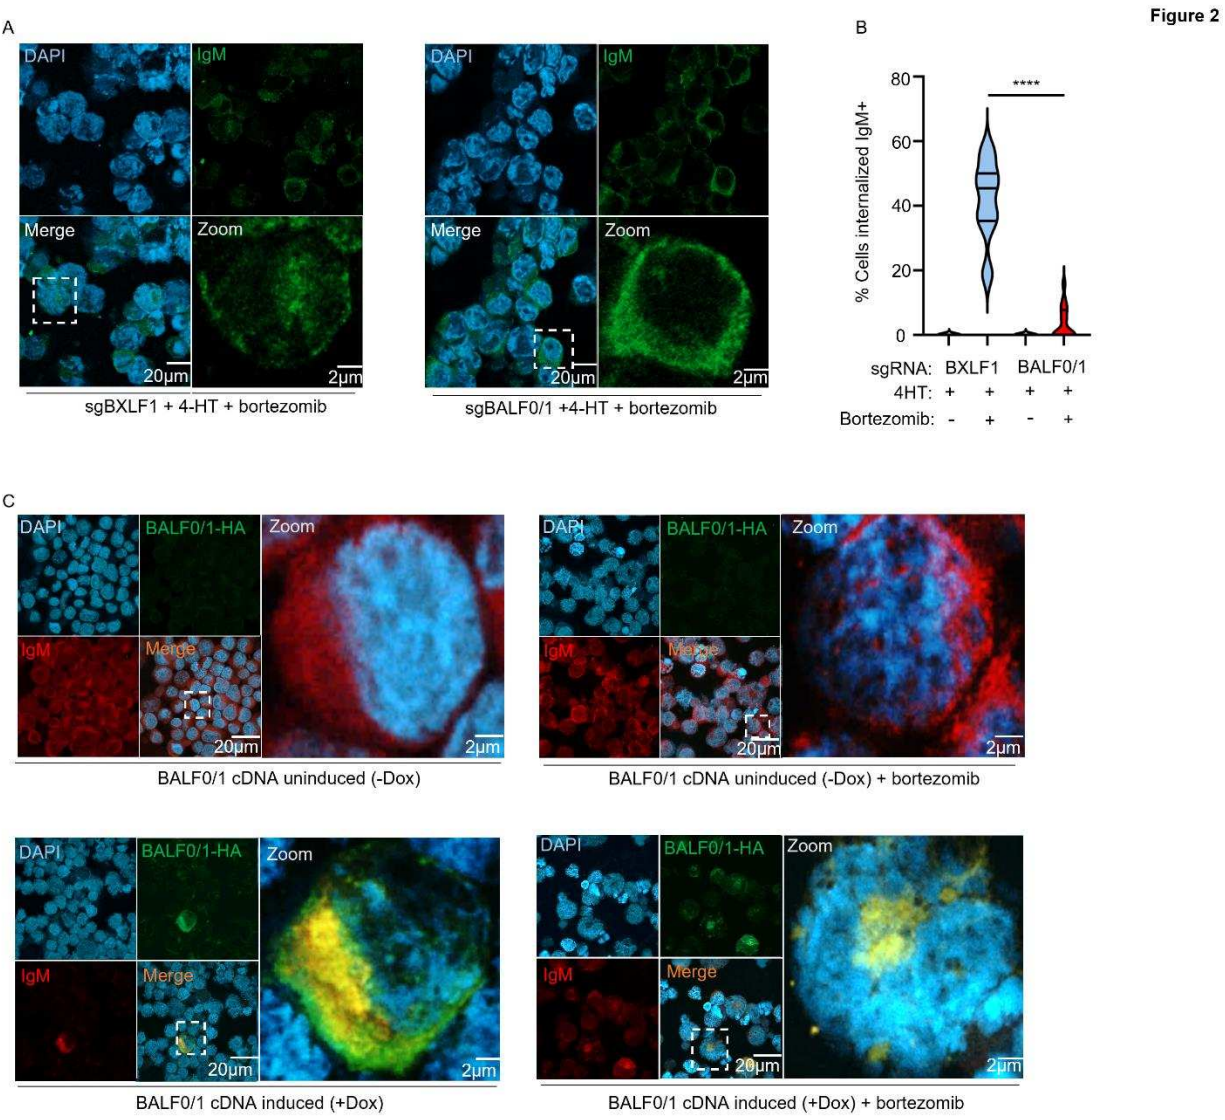 Figure 2
A
DAPI
IgM
Merge
Zoom
20µm
2µm
sgBXLF1 + 4-HT + bortezomib
DAPI
IgM
Merge
Zoom
20µm
2µm
sgBALF0/1 +4-HT + bortezomib
B
% Cells internalized IgM+
80
60
40
20
0
****
sgRNA: BXLF1 BALF0/1
4HT: + + + +
Bortezomib: - + - +
C
DAPI
BALF0/1-HA
Zoom
IgM
Merge
20µm
2µm
BALF0/1 cDNA uninduced (-Dox)
DAPI
BALF0/1-HA
Zoom
IgM
Merge
20µm
2µm
BALF0/1 cDNA uninduced (-Dox) + bortezomib
DAPI
BALF0/1-HA
Zoom
IgM
Merge
20µm
2µm
BALF0/1 cDNA induced (+Dox)
DAPI
BALF0/1-HA
Zoom
IgM
Merge
20µm
2µm
BALF0/1 cDNA induced (+Dox) + bortezomib